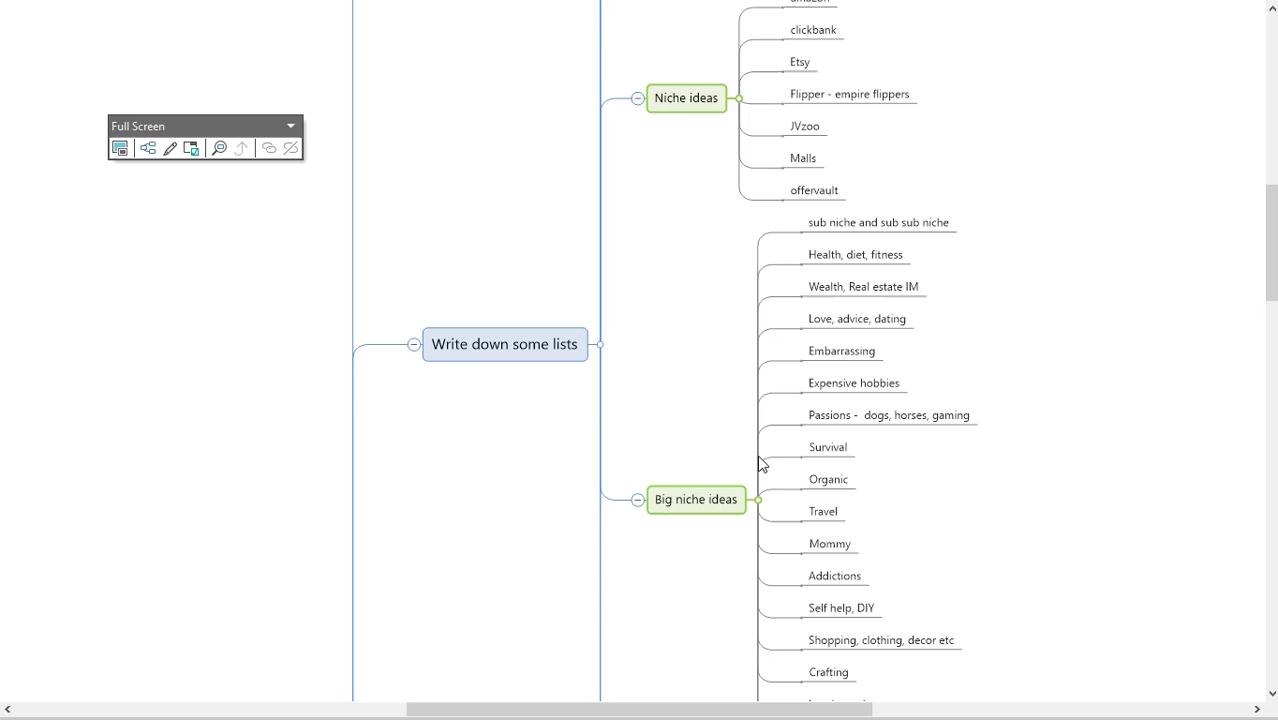 amazon
clickbank
Etsy
Niche ideas
Flipper - empire flippers
Full Screen
JVzoo
Malls
offervault
sub niche and sub sub niche
Health, diet, fitness
Wealth, Real estate IM
Love, advice, dating
Write down some lists
Embarrassing
Expensive hobbies
Passions -  dogs, horses, gaming
Survival
Organic
Big niche ideas
Travel
Mommy
Addictions
Self help, DIY
Shopping, clothing, decor etc
Crafting